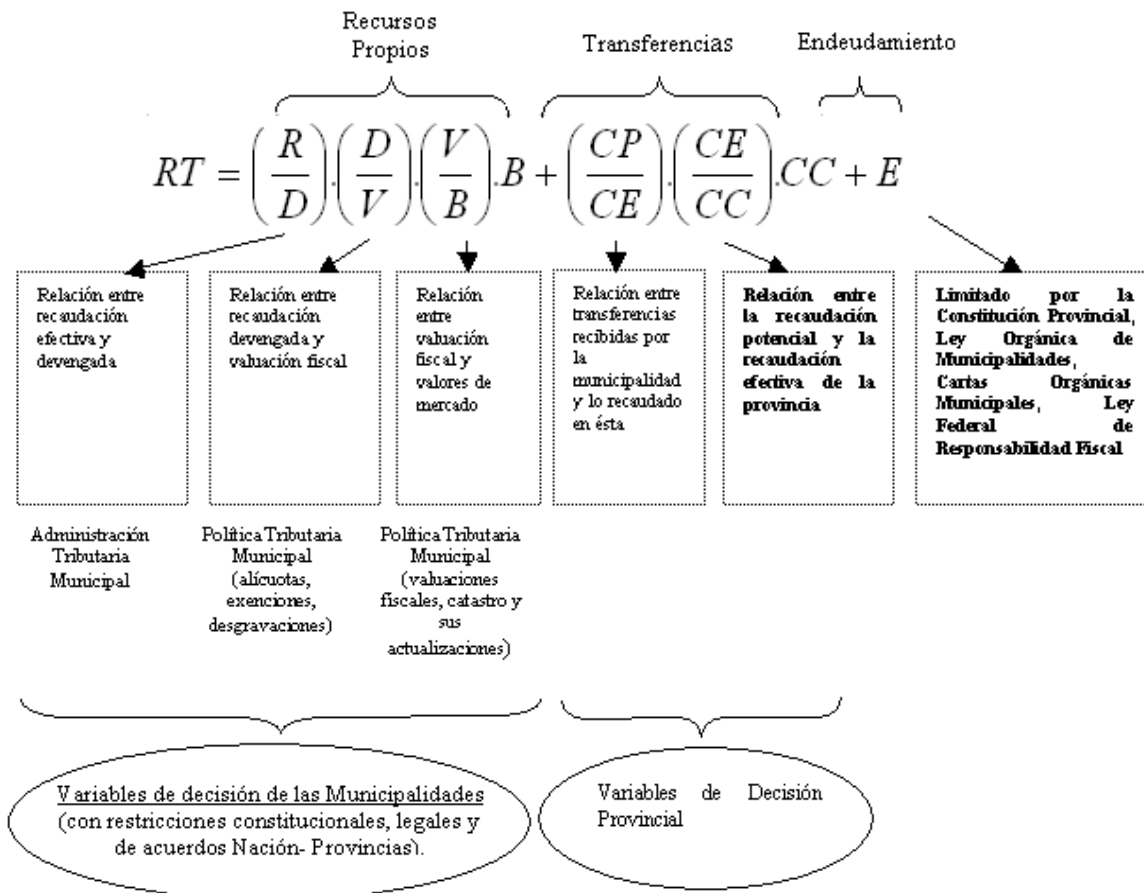 Recursos
Propios
Transferencias
Endeudamiento
RT = (R/D).(D/V).(V/B).B + (CP/CE).(CE/CC).CC + E
Relación entre
recaudación
efectiva y
devengada
Relación entre
recaudación
devengada y
valuación fiscal
Relación
entre
valuación
fiscal y
valores de
mercado
Relación entre
transferencias
recibidas por
la
municipalidad
y lo recaudado
en ésta
Relación entre
la recaudación
potencial y la
recaudación
efectiva de la
provincia
Limitado por la
Constitución Provincial,
Ley Orgánica de
Municipalidades,
Cartas Orgánicas
Municipales, Ley
Federal de
Responsabilidad Fiscal
Administración
Tributaria
Municipal
Política Tributaria
Municipal
(alícuotas,
exenciones,
desgravaciones)
Política Tributaria
Municipal
(valuaciones
fiscales, catastro y
sus
actualizaciones)
Variables de decisión de las Municipalidades
(con restricciones constitucionales, legales y
de acuerdos Nación- Provincias).
Variables de Decisión
Provincial